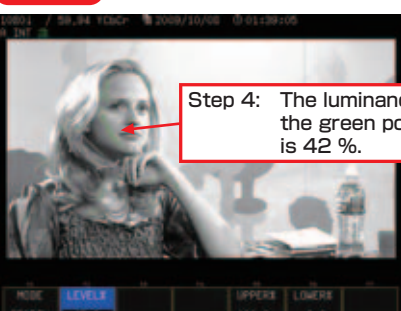 1080i / 59.94 YCbCr 2009/10/08 01:39:05
A INT
Step 4: The luminanc
the green po
is 42 %.
MODE LEVEL% UPPER% LOWER%